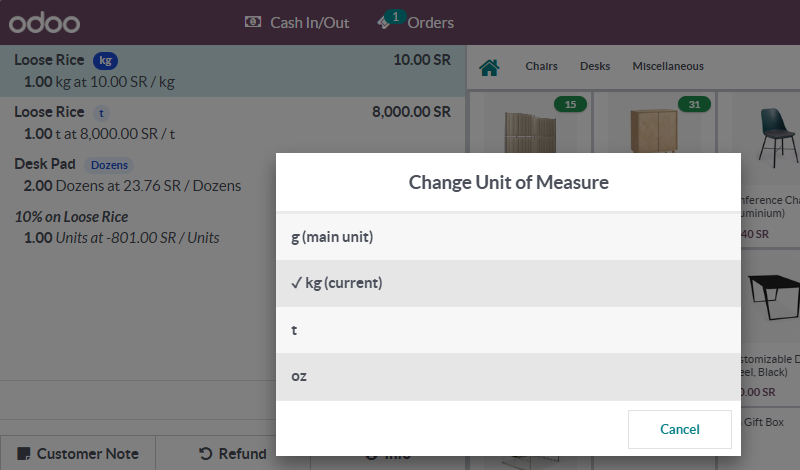 odoo
Cash In/Out
1
Orders
Loose Rice kg 10.00 SR
1.00 kg at 10.00 SR / kg
Loose Rice t 8,000.00 SR
1.00 t at 8,000.00 SR / t
Desk Pad Dozens
2.00 Dozens at 23.76 SR / Dozens
10% on Loose Rice
1.00 Units at -801.00 SR / Units
Customer Note
Refund
Info
Chairs
Desks
Miscellaneous
15
31
Change Unit of Measure
g (main unit)
✓ kg (current)
t
oz
Cancel
Gift Box